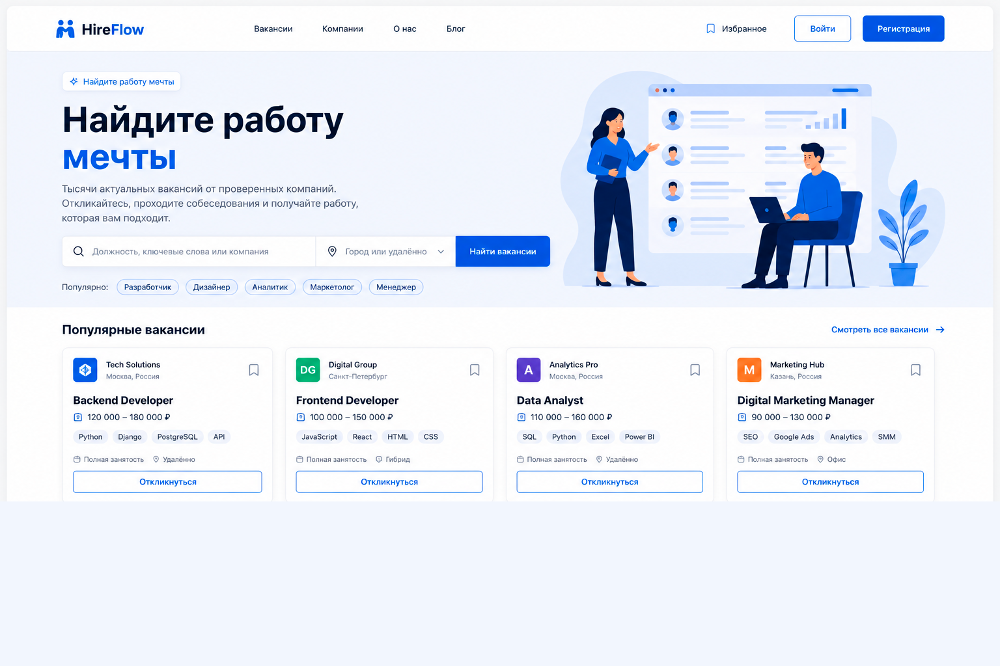 HireFlow
Вакансии
Компании
О нас
Блог
Избранное
Войти
Регистрация
Найдите работу мечты
Найдите работу
мечты
Тысячи актуальных вакансий от проверенных компаний.
Откликайтесь, проходите собеседования и получайте работу,
которая вам подходит.
Должность, ключевые слова или компания
Город или удалённо
Найти вакансии
Популярно:
Разработчик
Дизайнер
Аналитик
Маркетолог
Менеджер
Популярные вакансии
Смотреть все вакансии
Tech Solutions
Москва, Россия
Backend Developer
120 000 – 180 000 ₽
Python
Django
PostgreSQL
API
Полная занятость
Удалённо
Откликнуться
DG
Digital Group
Санкт-Петербург
Frontend Developer
100 000 – 150 000 ₽
JavaScript
React
HTML
CSS
Полная занятость
Гибрид
Откликнуться
A
Analytics Pro
Москва, Россия
Data Analyst
110 000 – 160 000 ₽
SQL
Python
Excel
Power BI
Полная занятость
Удалённо
Откликнуться
M
Marketing Hub
Казань, Россия
Digital Marketing Manager
90 000 – 130 000 ₽
SEO
Google Ads
Analytics
SMM
Полная занятость
Офис
Откликнуться